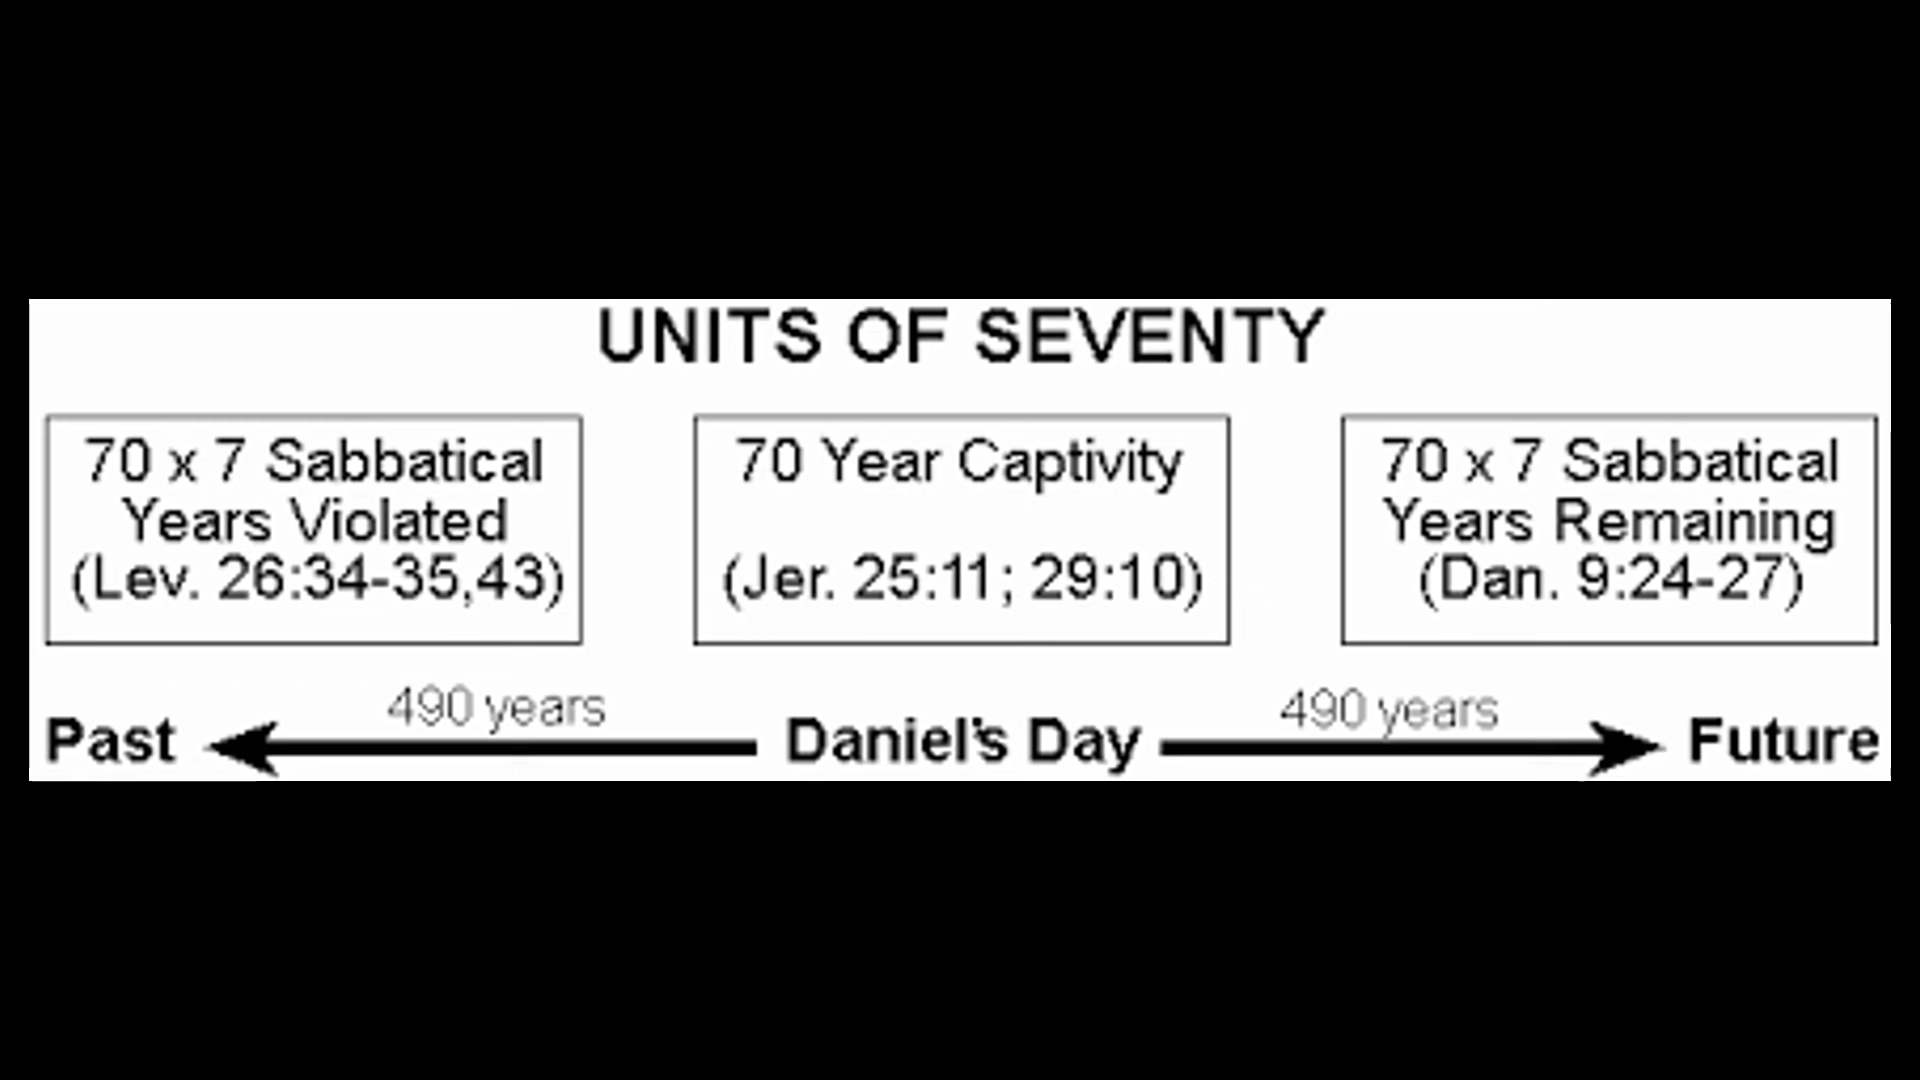 UNITS OF SEVENTY
70 x 7 Sabbatical
Years Violated
(Lev. 26:34-35,43)
70 Year Captivity
(Jer. 25:11; 29:10)
70 x 7 Sabbatical
Years Remaining
(Dan. 9:24-27)
490 years
490 years
Past
Daniel's Day
Future